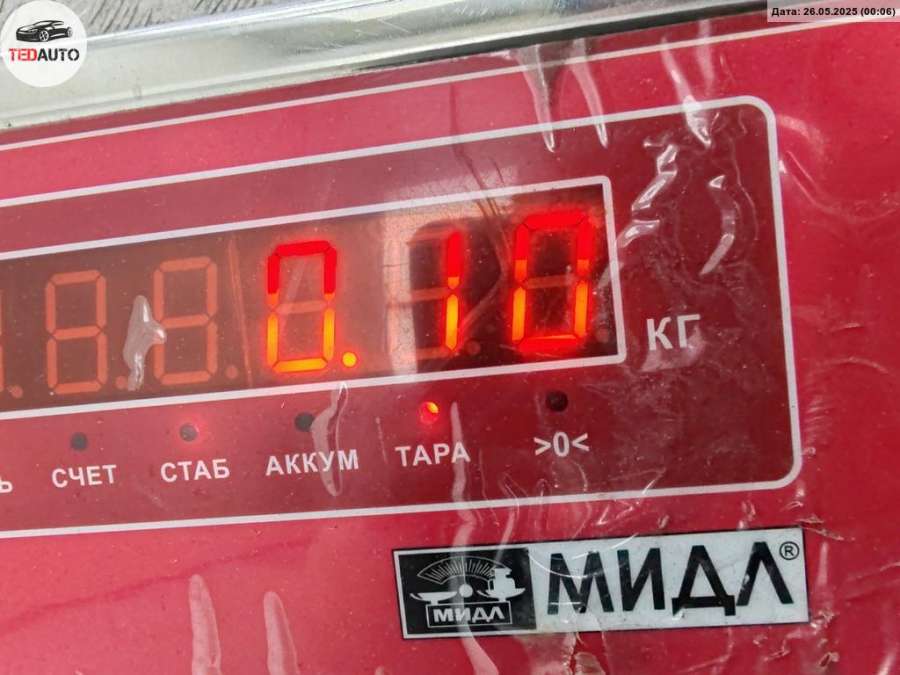 TEDAUTO
Дата: 26.05.2025 (00:06)
0.10
КГ
Ь СЧЕТ СТАБ АККУМ ТАРА >0<
МИДЛ МИДЛ®